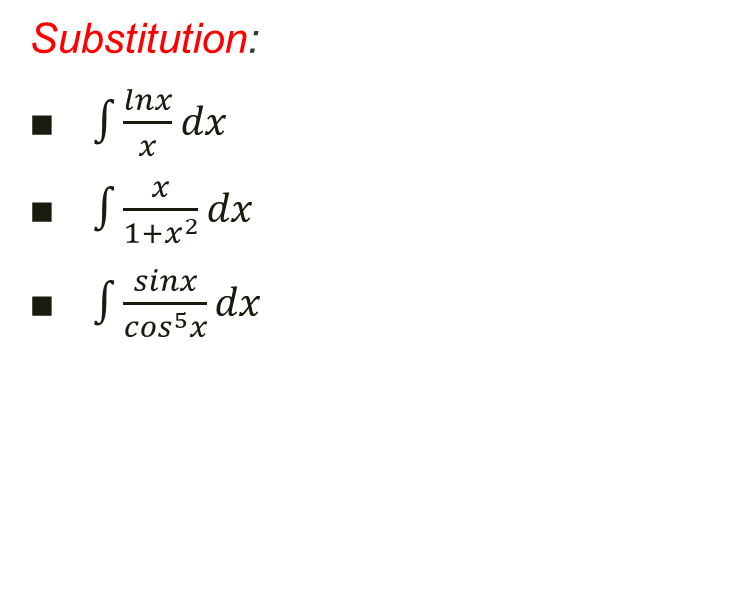 Substitution:
■ ∫ lnx/x dx
■ ∫ x/1+x² dx
■ ∫ sinx/cos⁵x dx